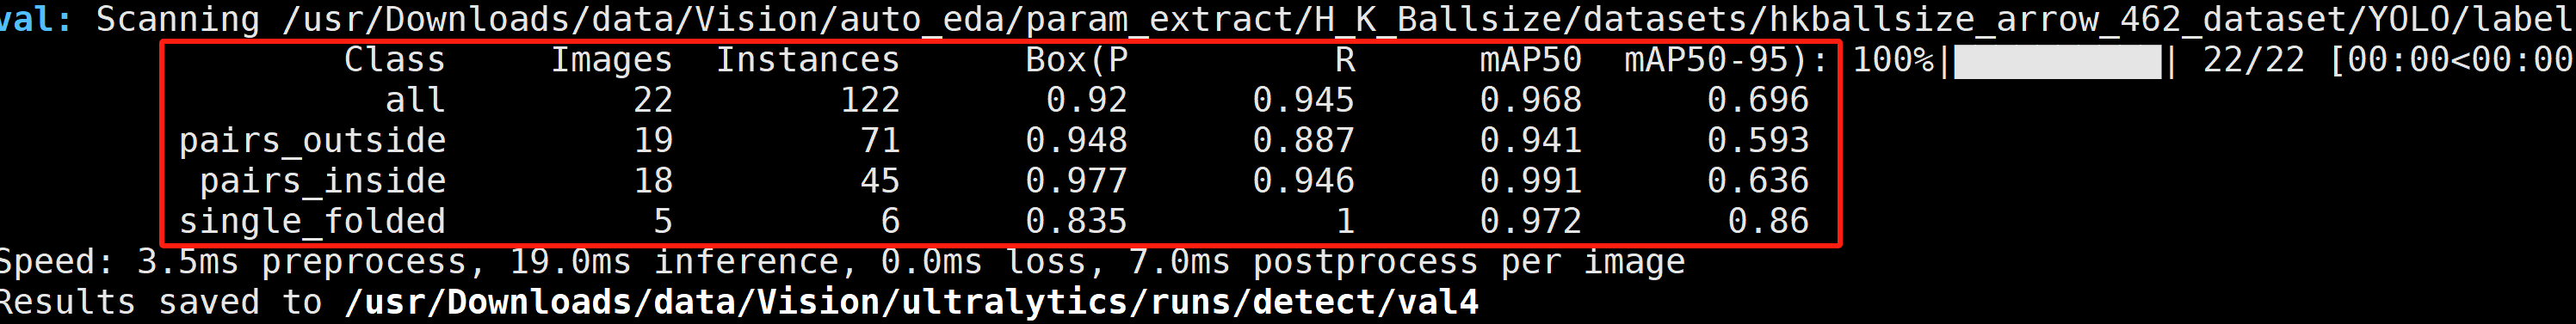 val: Scanning /usr/Downloads/data/Vision/auto_eda/param_extract/H_K_Ballsize/datasets/hkballsize_arrow_462_dataset/YOLO/label
Class Images Instances Box(P R mAP50 mAP50-95): 100%|██████████| 22/22 [00:00<00:00
all 22 122 0.92 0.945 0.968 0.696
pairs_outside 19 71 0.948 0.887 0.941 0.593
pairs_inside 18 45 0.977 0.946 0.991 0.636
single_folded 5 6 0.835 1 0.972 0.86
Speed: 3.5ms preprocess, 19.0ms inference, 0.0ms loss, 7.0ms postprocess per image
Results saved to /usr/Downloads/data/Vision/ultralytics/runs/detect/val4